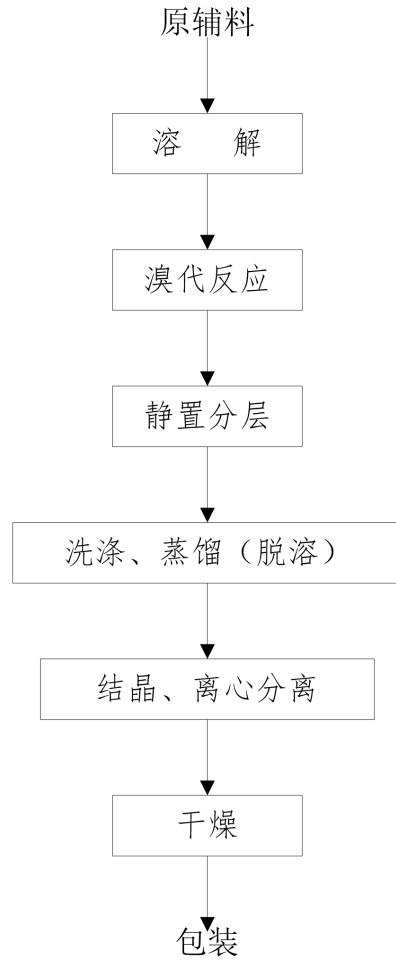 原辅料
溶 解
溴代反应
静置分层
洗涤、蒸馏（脱溶）
结晶、离心分离
干燥
包装